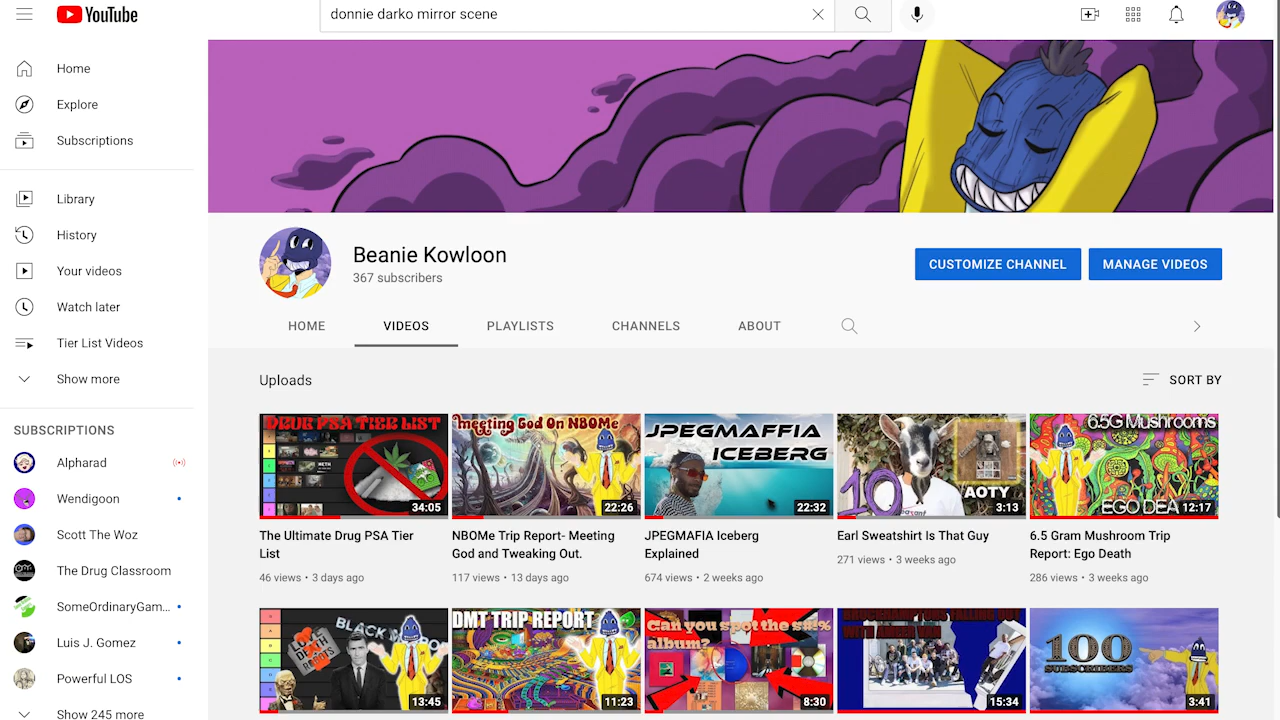 YouTube
donnie darko mirror scene
Home
Explore
Subscriptions
Library
History
Your videos
Watch later
Tier List Videos
Show more
SUBSCRIPTIONS
Alpharad
Wendigoon
Scott The Woz
The Drug Classroom
SomeOrdinaryGam...
Luis J. Gomez
Powerful LOS
Show 245 more
Beanie Kowloon
367 subscribers
CUSTOMIZE CHANNEL
MANAGE VIDEOS
HOME
VIDEOS
PLAYLISTS
CHANNELS
ABOUT
Uploads
SORT BY
DRUG PSA TIER LIST
METH
34:05
The Ultimate Drug PSA Tier
List
46 views • 3 days ago
meeting God On NBOMe
22:26
NBOMe Trip Report- Meeting
God and Tweaking Out.
117 views • 13 days ago
JPEGMAFFIA
ICEBERG
22:32
JPEGMAFIA Iceberg
Explained
674 views • 2 weeks ago
10
AOTY
3:13
Earl Sweatshirt Is That Guy
271 views • 3 weeks ago
6.5G Mushrooms
EGO DEA
12:17
6.5 Gram Mushroom Trip
Report: Ego Death
286 views • 3 weeks ago
LOVE
DEATH
ROBOTS
13:45
DMT TRIP REPORT
11:23
Can you spot the s#!%
album?
8:30
15:34
100
SUBSCRIBERS
3:41